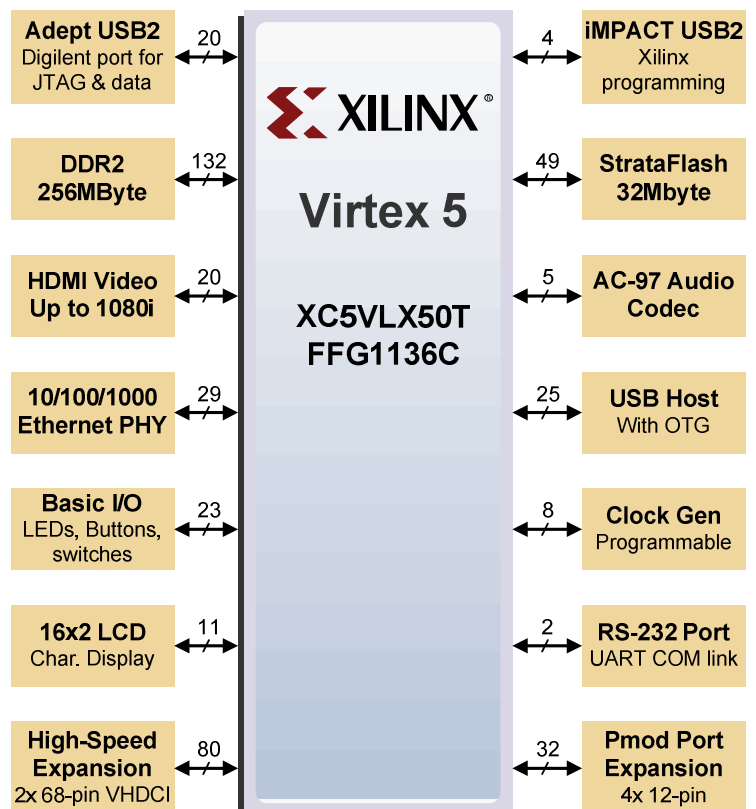 Adept USB2
Digilent port for
JTAG & data
20
DDR2
256MByte
132
HDMI Video
Up to 1080i
20
10/100/1000
Ethernet PHY
29
Basic I/O
LEDs, Buttons,
switches
23
16x2 LCD
Char. Display
11
High-Speed
Expansion
2x 68-pin VHDCI
80
XILINX®
Virtex 5
XC5VLX50T
FFG1136C
4
iMPACT USB2
Xilinx
programming
49
StrataFlash
32Mbyte
5
AC-97 Audio
Codec
25
USB Host
With OTG
8
Clock Gen
Programmable
2
RS-232 Port
UART COM link
32
Pmod Port
Expansion
4x 12-pin